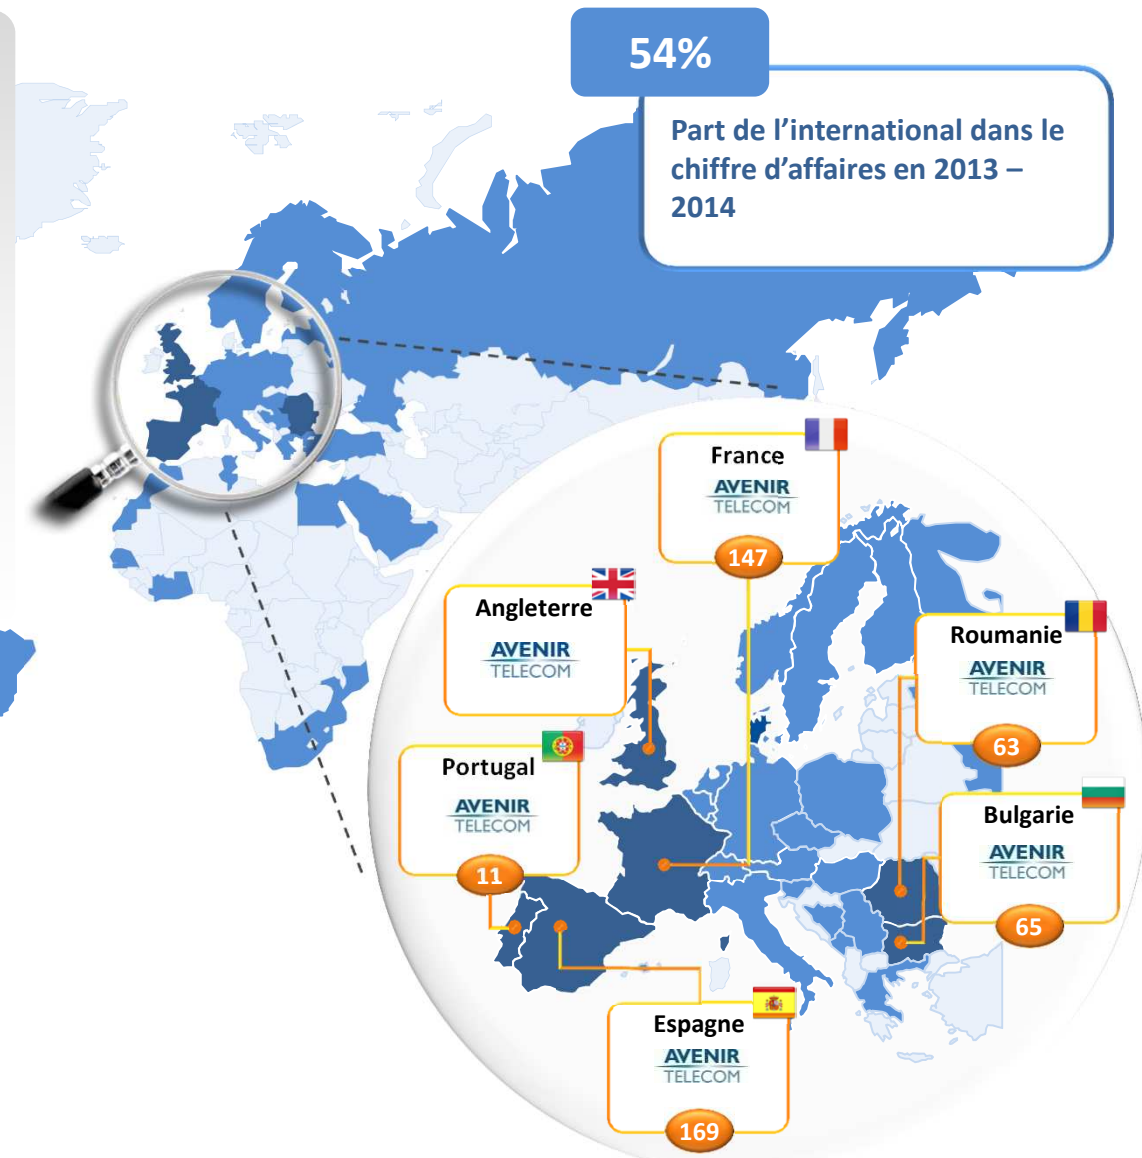 54%
Part de l’international dans le
chiffre d’affaires en 2013 –
2014
France
AVENIR
TELECOM
147
Angleterre
AVENIR
TELECOM
Roumanie
AVENIR
TELECOM
63
Portugal
AVENIR
TELECOM
11
Bulgarie
AVENIR
TELECOM
65
Espagne
AVENIR
TELECOM
169